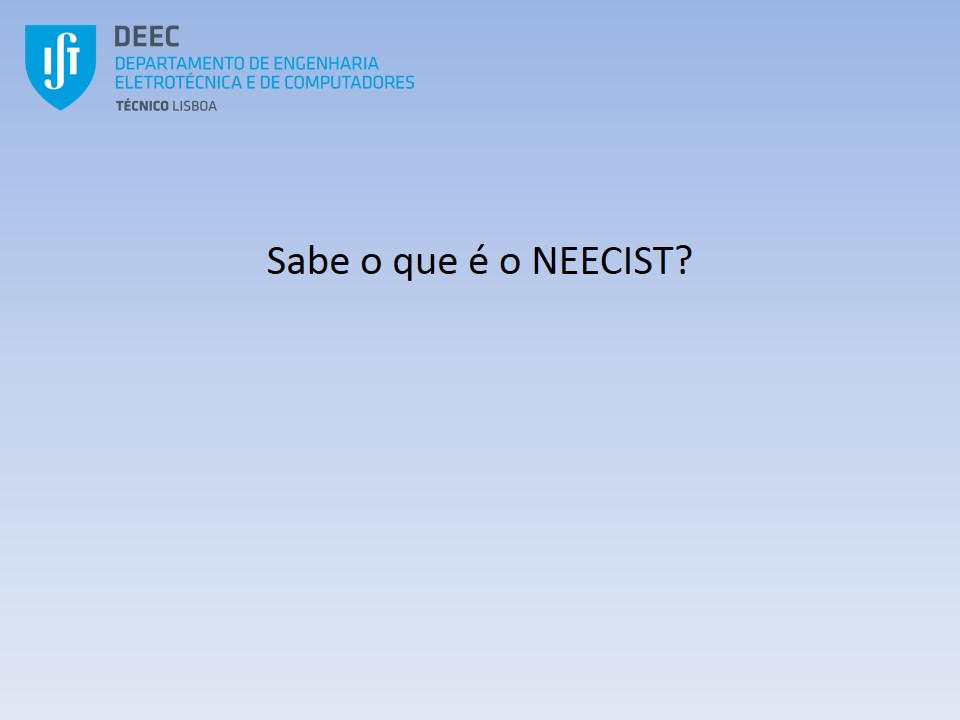 IST
DEEC
DEPARTAMENTO DE ENGENHARIA
ELETROTÉCNICA E DE COMPUTADORES
TÉCNICO LISBOA
Sabe o que é o NEECIST?